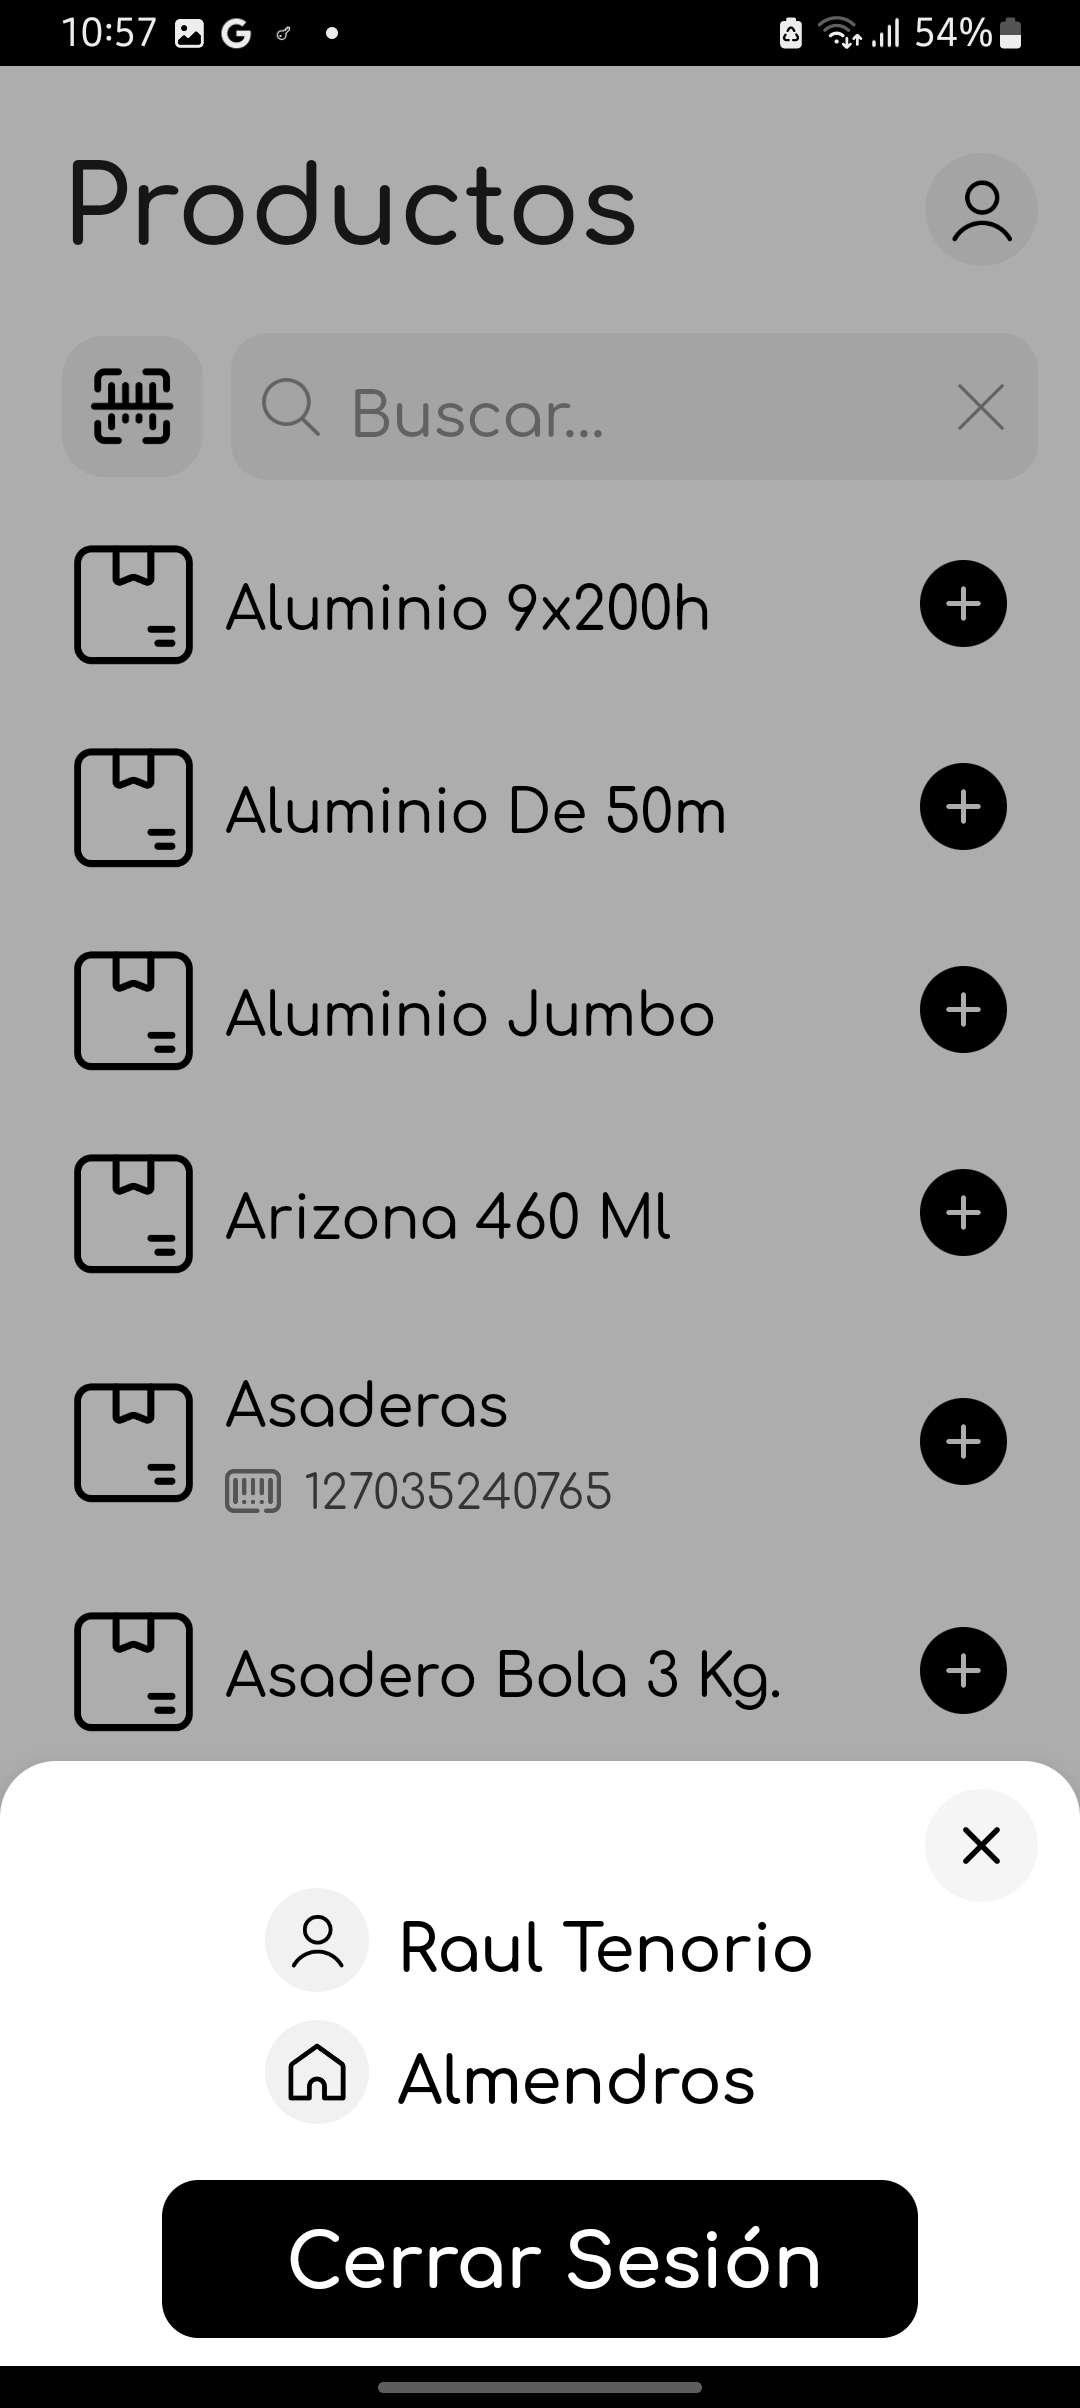 10:57
54%
Productos
Buscar...
Aluminio 9x200h
Aluminio De 50m
Aluminio Jumbo
Arizona 460 Ml
Asaderas
127035240765
Asadero Bola 3 Kg.
Raul Tenorio
Almendros
Cerrar Sesión